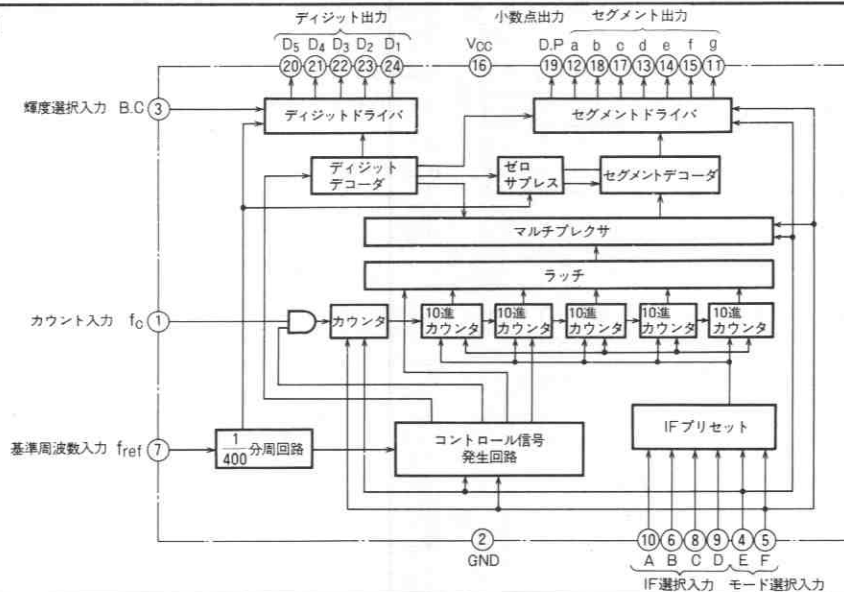 ディジット出力 小数点出力 セグメント出力
D5 D4 D3 D2 D1 VCC D.P a b c d e f g
20 21 22 23 24 16 19 12 18 17 13 14 15 11
輝度選択入力 B.C 3
ディジットドライバ セグメントドライバ
ディジット
デコーダ
ゼロ
サプレス
セグメントデコーダ
マルチプレクサ
ラッチ
カウント入力 fC 1
カウンタ
10進
カウンタ
10進
カウンタ
10進
カウンタ
10進
カウンタ
10進
カウンタ
基準周波数入力 fref 7
1/400 分周回路
コントロール信号
発生回路
IFプリセット
2 10 6 8 9 4 5
GND A B C D E F
IF選択入力 モード選択入力